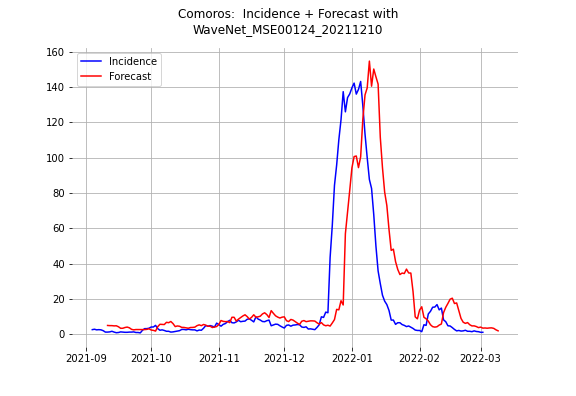 Comoros:  Incidence + Forecast with
WaveNet_MSE00124_20211210
Incidence
Forecast
160
140
120
100
80
60
40
20
0
2021-09 2021-10 2021-11 2021-12 2022-01 2022-02 2022-03